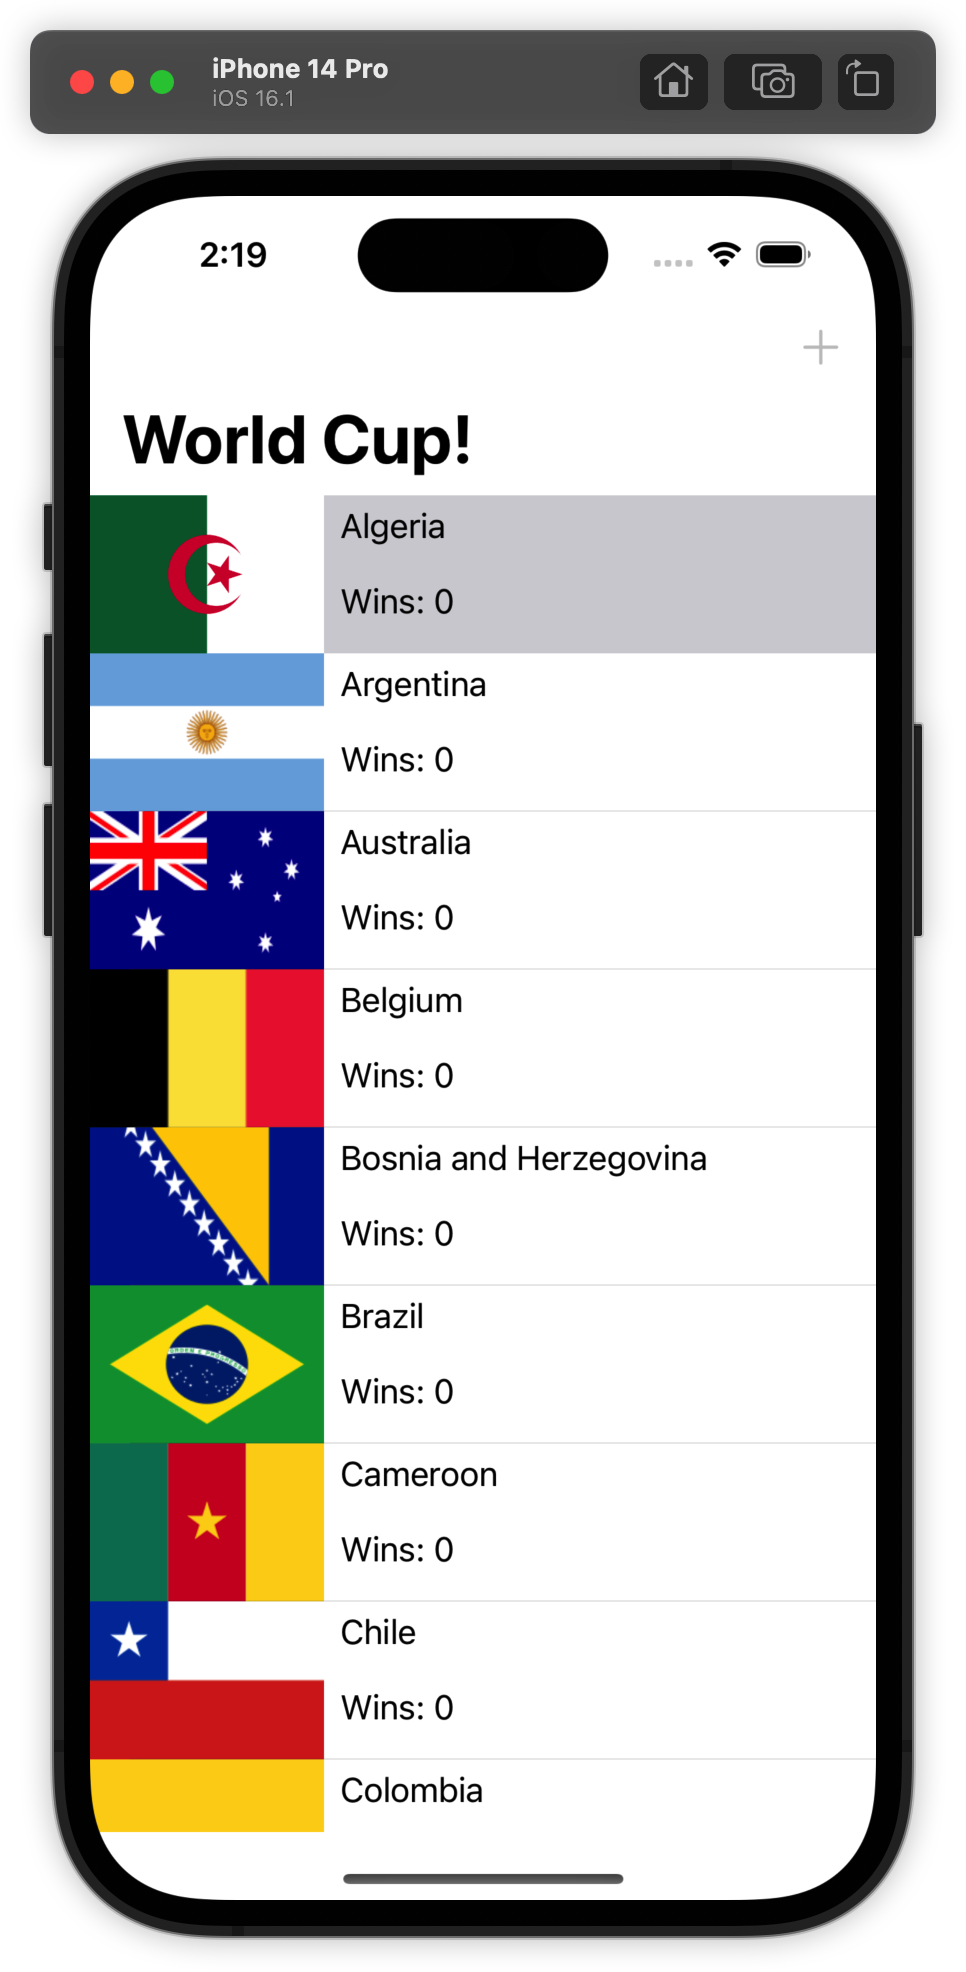 iPhone 14 Pro
iOS 16.1
2:19
World Cup!
Algeria
Wins: 0
Argentina
Wins: 0
Australia
Wins: 0
Belgium
Wins: 0
Bosnia and Herzegovina
Wins: 0
Brazil
Wins: 0
Cameroon
Wins: 0
Chile
Wins: 0
Colombia